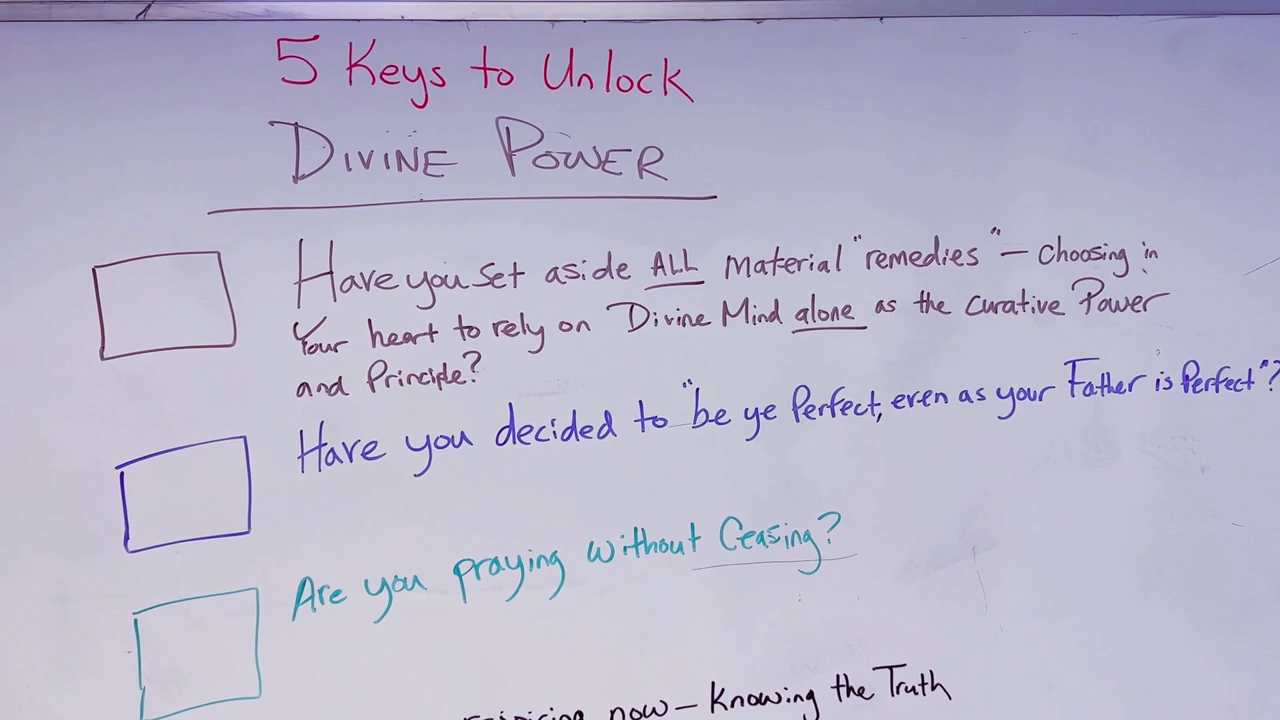 5 Keys to Unlock
DIVINE POWER
Have you set aside ALL material "remedies" — choosing in
Your heart to rely on Divine Mind alone as the curative Power
and Principle?
Have you decided to "be ye Perfect, even as your Father is Perfect"?
Are you praying without Ceasing?
now — Knowing the Truth